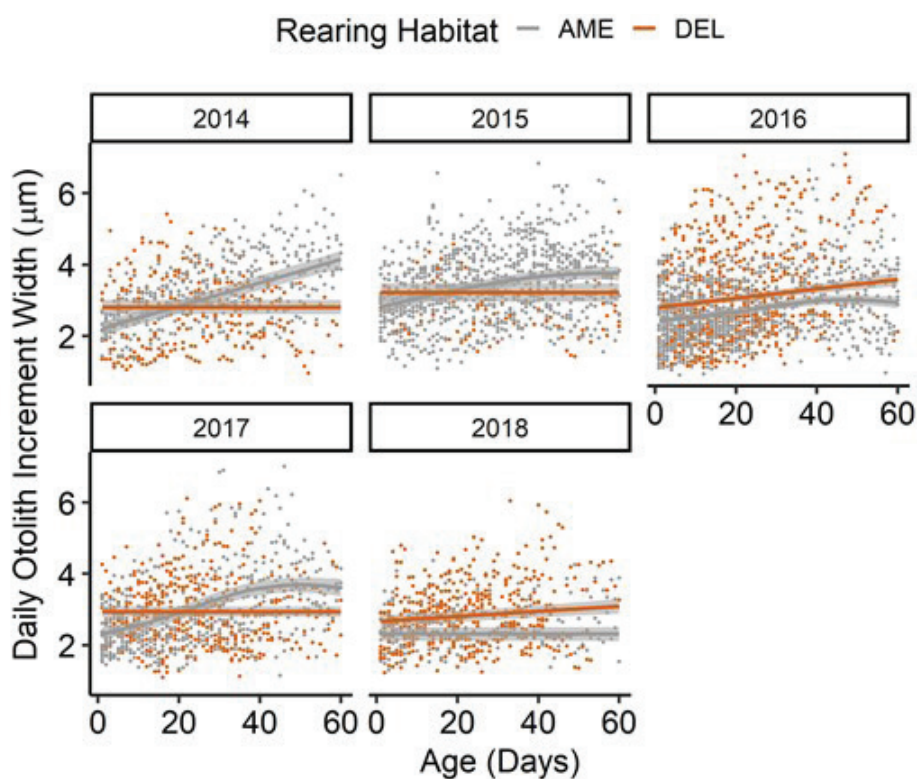 Rearing Habitat AME DEL
2014 2015 2016
6
4
2
0 20 40 60
2017 2018
6
4
2
0 20 40 60 0 20 40 60
Daily Otolith Increment Width (μm)
Age (Days)